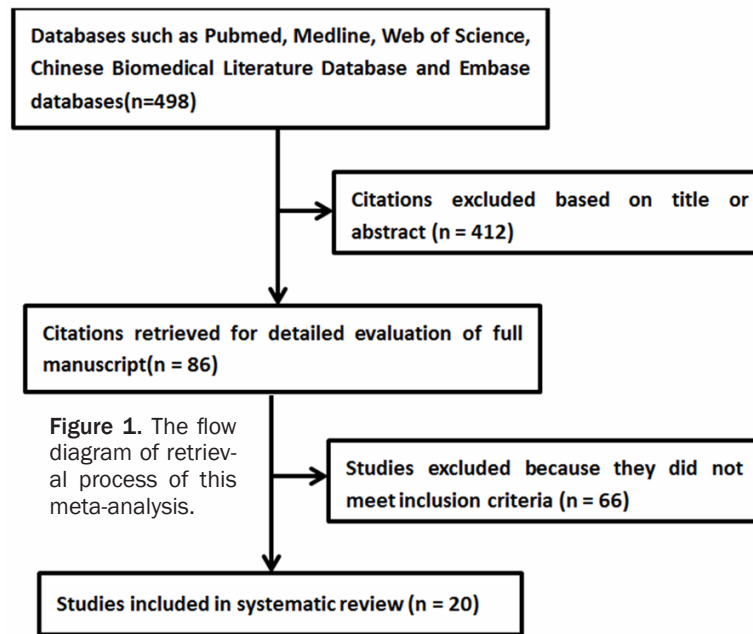 Databases such as Pubmed, Medline, Web of Science,
Chinese Biomedical Literature Database and Embase
databases(n=498)
Citations excluded based on title or
abstract (n = 412)
Citations retrieved for detailed evaluation of full
manuscript(n = 86)
Figure 1. The flow
diagram of retriev-
al process of this
meta-analysis.
Studies excluded because they did not
meet inclusion criteria (n = 66)
Studies included in systematic review (n = 20)